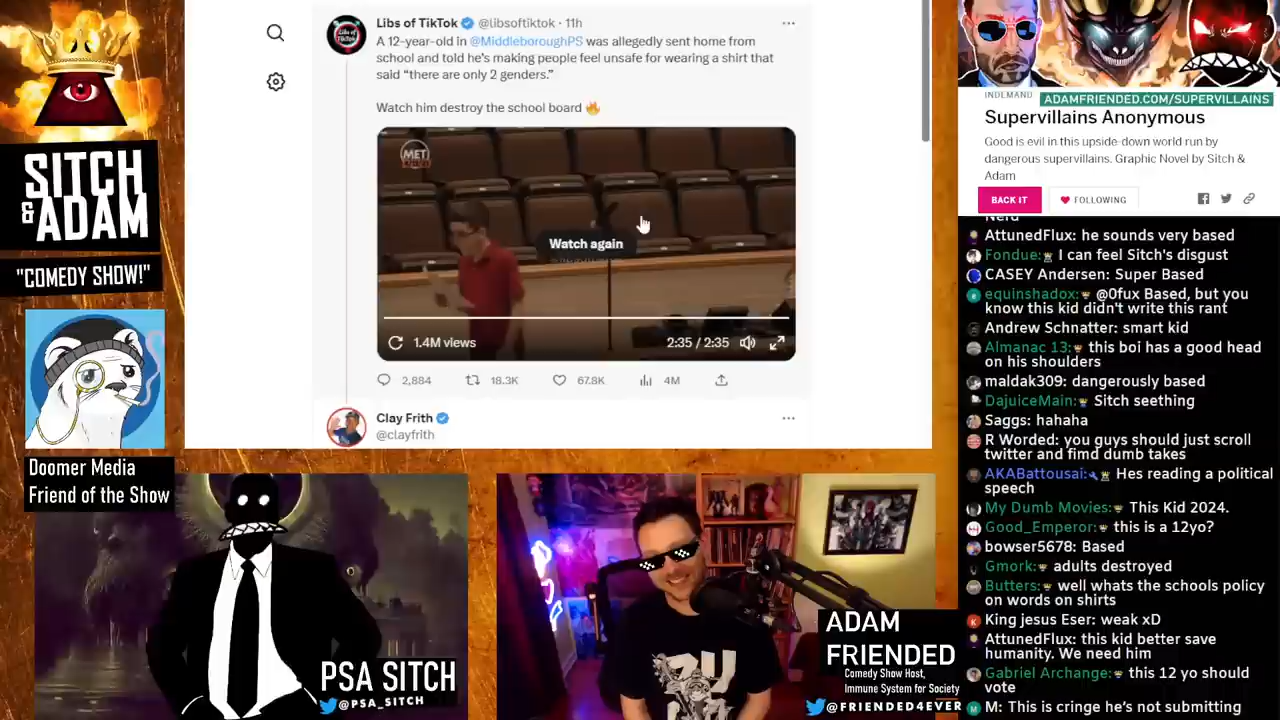 SITCH
& ADAM
"COMEDY SHOW!"
Doomer Media
Friend of the Show
Libs of TikTok @libsoftiktok · 11h
A 12-year-old in @MiddleboroughPS was allegedly sent home from
school and told he's making people feel unsafe for wearing a shirt that
said “there are only 2 genders.”
Watch him destroy the school board 🔥
MET
Watch again
1.4M views
2:35 / 2:35
2,884
18.3K
67.8K
4M
Clay Frith
@clayfrith
INDEMAND
ADAMFRIENDED.COM/SUPERVILLAINS
Supervillains Anonymous
Good is evil in this upside-down world run by
dangerous supervillains. Graphic Novel by Sitch &
Adam
BACK IT
FOLLOWING
Nerd
AttunedFlux: he sounds very based
Fondue: I can feel Sitch's disgust
CASEY Andersen: Super Based
equinshadox: @0fux Based, but you
know this kid didn't write this rant
Andrew Schnatter: smart kid
Almanac 13: this boi has a good head
on his shoulders
maldak309: dangerously based
DajuiceMain: Sitch seething
Saggs: hahaha
R Worded: you guys should just scroll
twitter and fimd dumb takes
AKABattousai: Hes reading a political
speech
My Dumb Movies: This Kid 2024.
Good_Emperor: this is a 12yo?
bowser5678: Based
Gmork: adults destroyed
Butters: well whats the schools policy
on words on shirts
King jesus Eser: weak xD
AttunedFlux: this kid better save
humanity. We need him
Gabriel Archange: this 12 yo should
vote
M: This is cringe he's not submitting
PSA SITCH
@PSA_SITCH
ADAM
FRIENDED
Comedy Show Host,
Immune System for Society
@FRIENDED4EVER